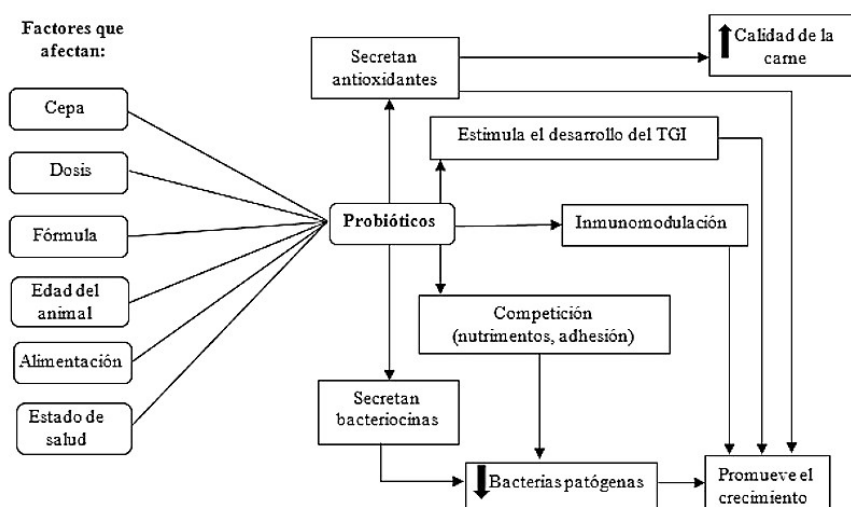 Factores que
afectan:
Cepa
Dosis
Fórmula
Edad del
animal
Alimentación
Estado de
salud
Probióticos
Secretan
antioxidantes
Calidad de la
carne
Estimula el desarrollo del TGI
Inmunomodulación
Competición
(nutrimentos, adhesión)
Secretan
bacteriocinas
Bacterias patógenas
Promueve el
crecimiento